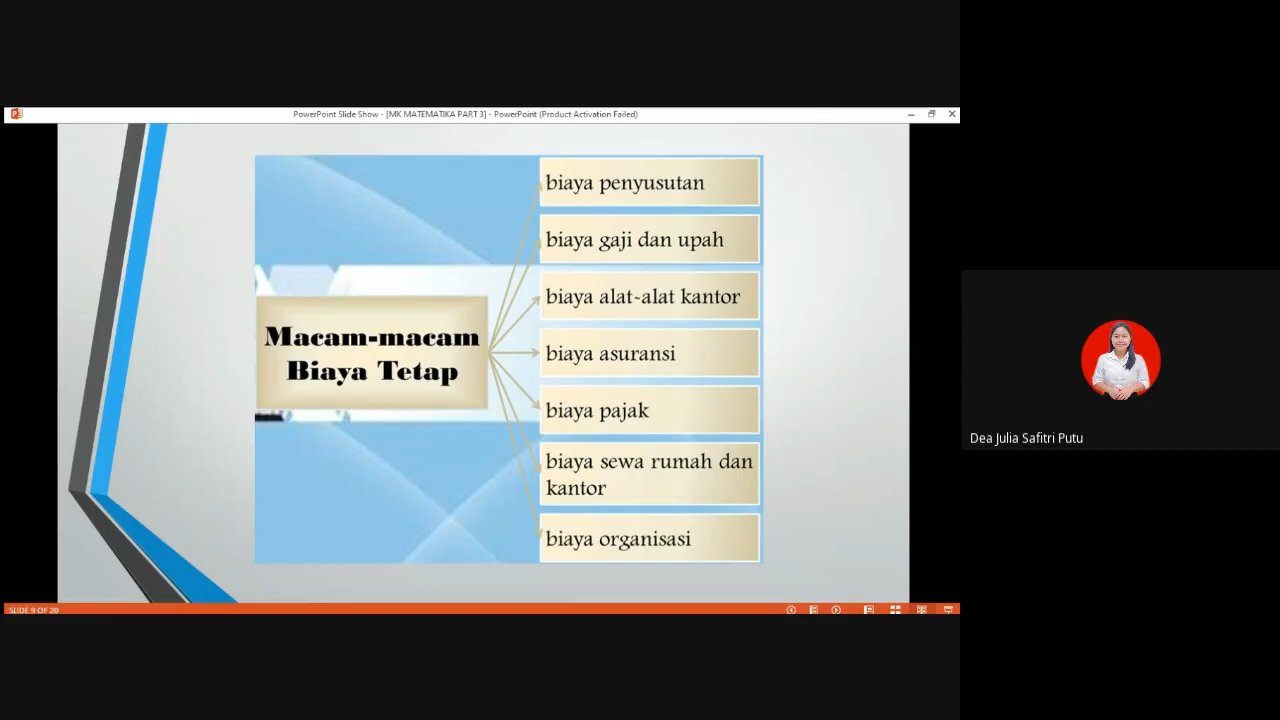 PowerPoint Slide Show - [MK MATEMATIKA PART 3] - PowerPoint (Product Activation Failed)
Macam-macam
Biaya Tetap
biaya penyusutan
biaya gaji dan upah
biaya alat-alat kantor
biaya asuransi
biaya pajak
biaya sewa rumah dan
kantor
biaya organisasi
SLIDE 9 OF 20
Dea Julia Safitri Putu